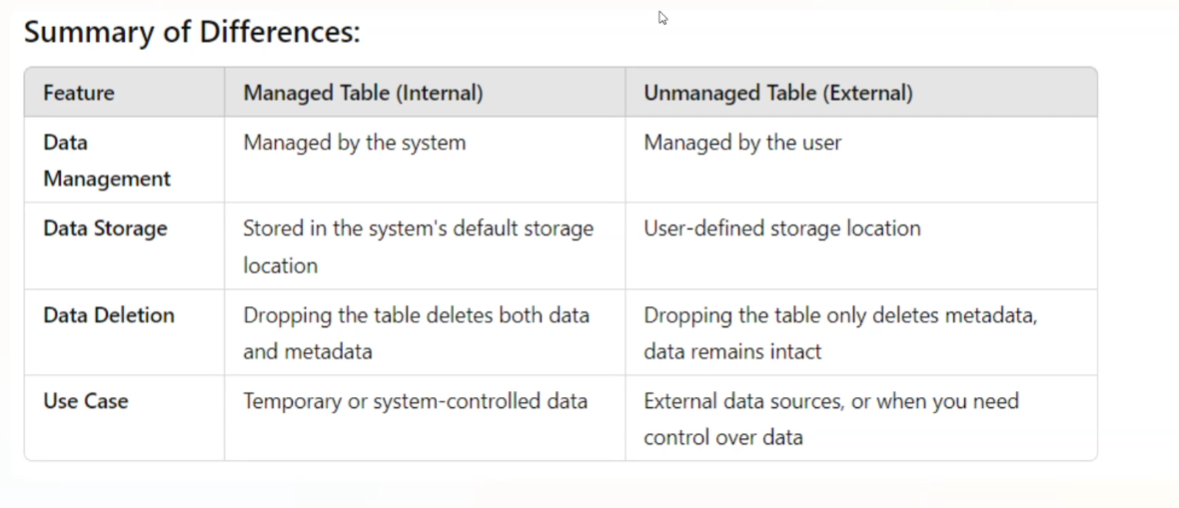 Summary of Differences:
Feature Managed Table (Internal) Unmanaged Table (External)
Data Managed by the system Managed by the user
Management
Data Storage Stored in the system's default storage User-defined storage location
location
Data Deletion Dropping the table deletes both data Dropping the table only deletes metadata,
and metadata data remains intact
Use Case Temporary or system-controlled data External data sources, or when you need
control over data